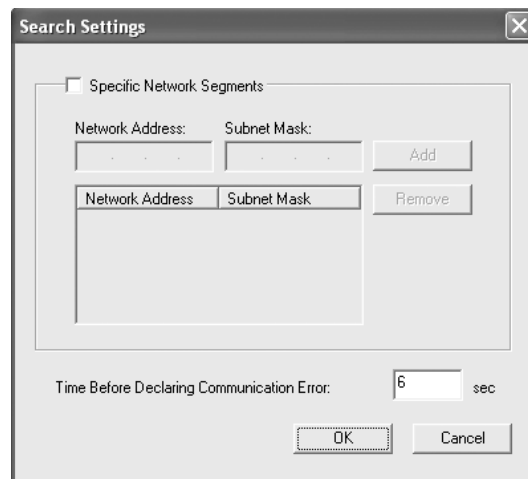 Search Settings
Specific Network Segments
Network Address: Subnet Mask:
. . . . . . Add
Network Address Subnet Mask Remove
Time Before Declaring Communication Error: 6 sec
OK Cancel